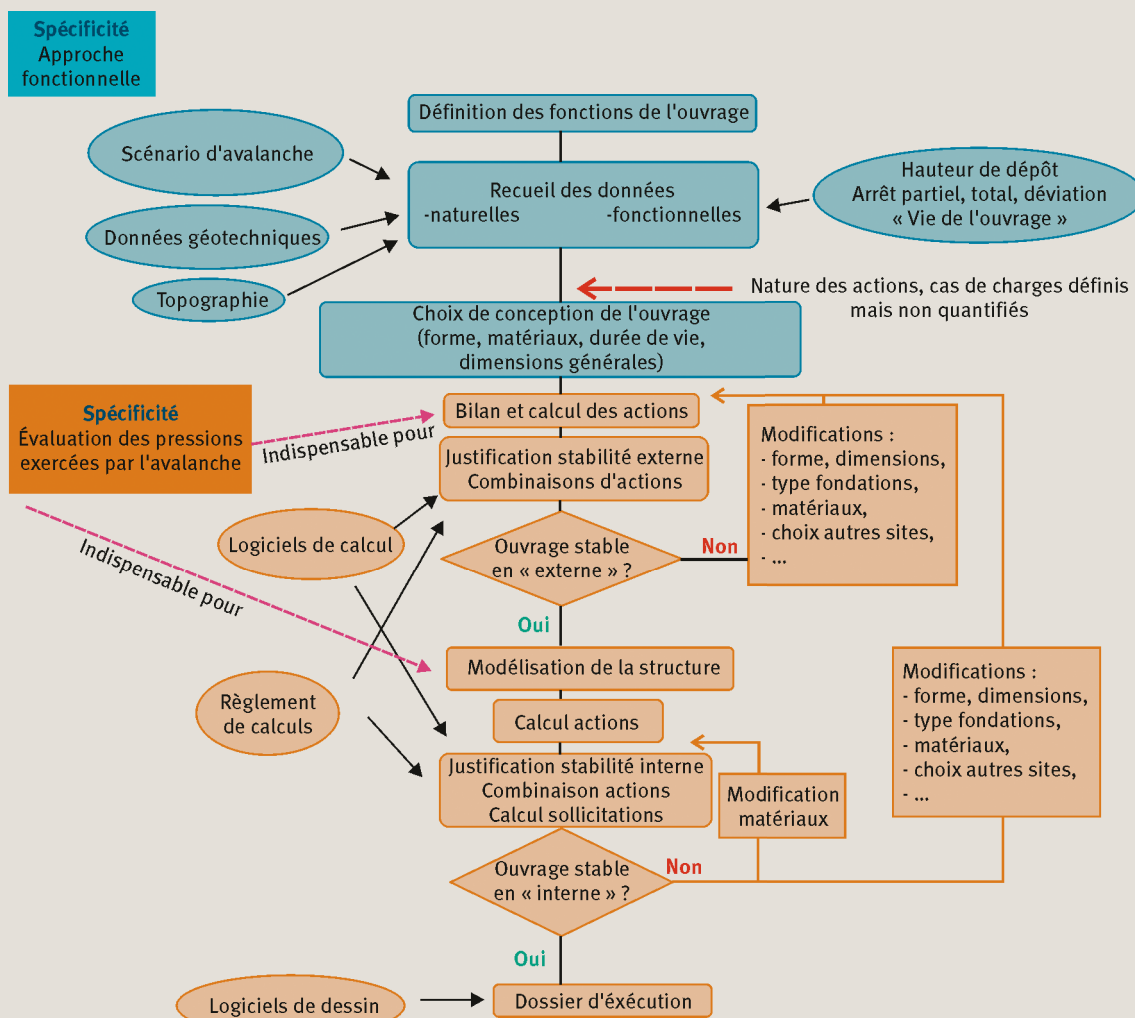 Spécificité
Approche
fonctionnelle
Définition des fonctions de l'ouvrage
Scénario d'avalanche
Recueil des données
-naturelles -fonctionnelles
Hauteur de dépôt
Arrêt partiel, total, déviation
« Vie de l'ouvrage »
Données géotechniques
Topographie
Nature des actions, cas de charges définis
mais non quantifiés
Choix de conception de l'ouvrage
(forme, matériaux, durée de vie,
dimensions générales)
Spécificité
Évaluation des pressions
exercées par l'avalanche
Indispensable pour
Bilan et calcul des actions
Justification stabilité externe
Combinaisons d'actions
Modifications :
- forme, dimensions,
- type fondations,
- matériaux,
- choix autres sites,
- ...
Logiciels de calcul
Ouvrage stable
en « externe » ?
Non
Indispensable pour
Oui
Modélisation de la structure
Règlement
de calculs
Calcul actions
Modifications :
- forme, dimensions,
- type fondations,
- matériaux,
- choix autres sites,
- ...
Justification stabilité interne
Combinaison actions
Calcul sollicitations
Modification
matériaux
Ouvrage stable
en « interne » ?
Non
Oui
Logiciels de dessin
Dossier d'éxécution